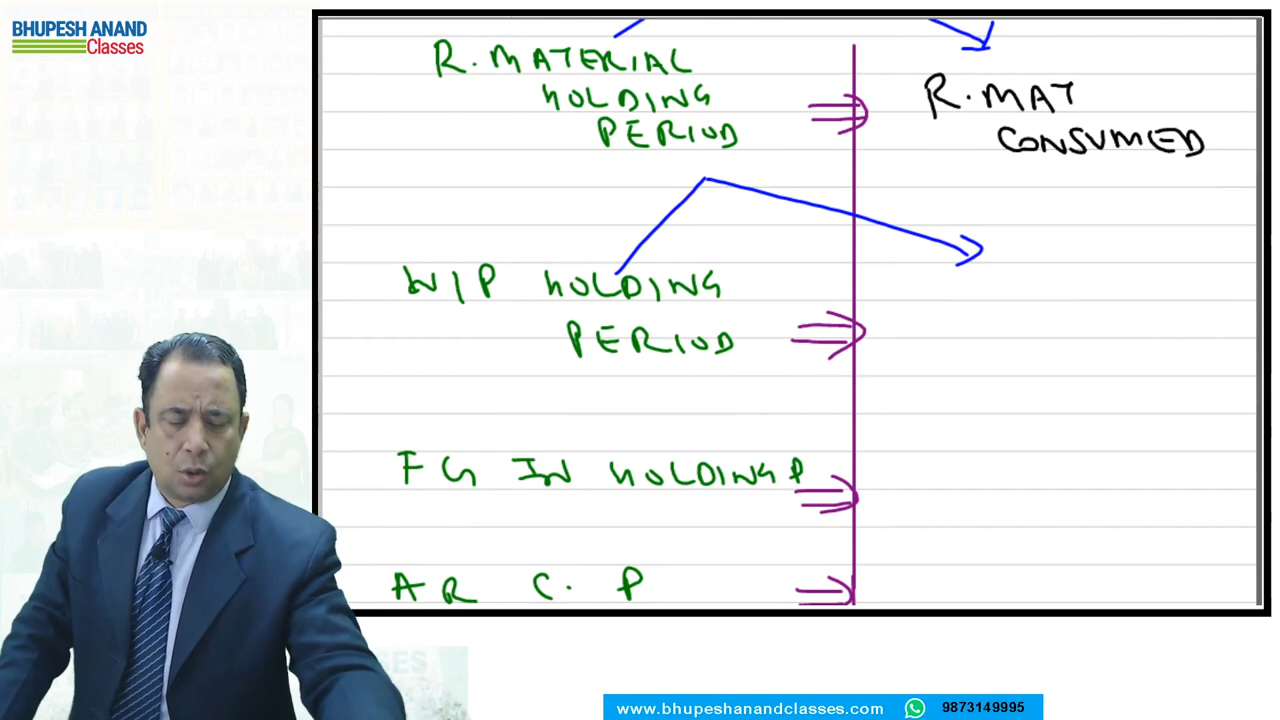 BHUPESH ANAND
Classes
R. MATERIAL
HOLDING
PERIOD
R. MAT
CONSUMED
WIP HOLDING
PERIOD
FG IN HOLDING P
AR C. P
www.bhupeshanandclasses.com 9873149995